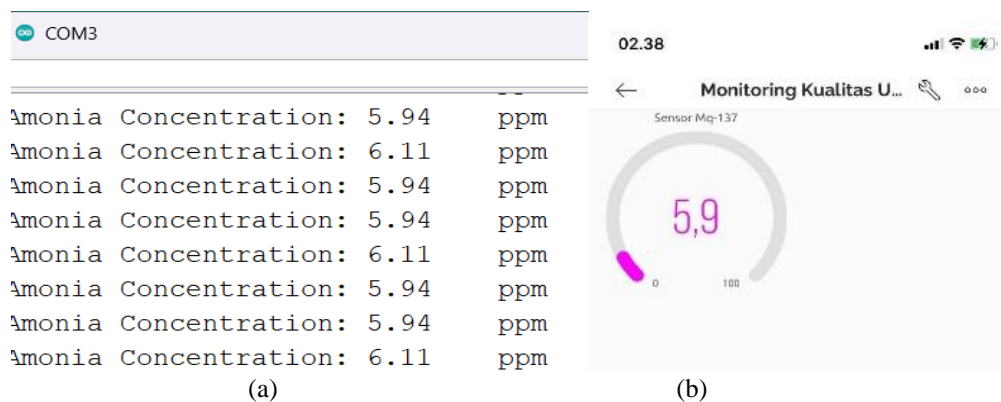 COM3
Amonia Concentration: 5.94 ppm
Amonia Concentration: 6.11 ppm
Amonia Concentration: 5.94 ppm
Amonia Concentration: 5.94 ppm
Amonia Concentration: 6.11 ppm
Amonia Concentration: 5.94 ppm
Amonia Concentration: 5.94 ppm
Amonia Concentration: 6.11 ppm
(a)
02.38
Monitoring Kualitas U...
Sensor Mq-137
5,9
0 100
(b)